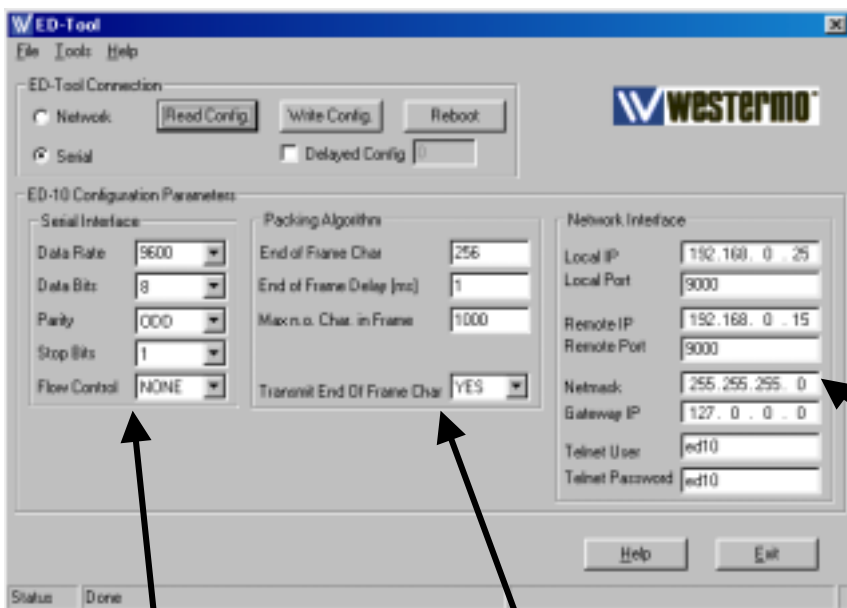 ED-Tool
File Tools Help
ED-Tool Connection
Network Read Config. Write Config. Reboot
Serial Delayed Config 0
westermo
ED-10 Configuration Parameters
Serial Interface
Data Rate 9600
Data Bits 8
Parity ODD
Stop Bits 1
Flow Control NONE
Packing Algorithm
End of Frame Char 256
End of Frame Delay (ms) 1
Max n.o. Char. in Frame 1000
Transmit End Of Frame Char YES
Network Interface
Local IP 192.168. 0 . 25
Local Port 9000
Remote IP 192.168. 0 . 15
Remote Port 9000
Netmask 255.255.255. 0
Gateway IP 127. 0 . 0 . 0
Telnet User ed10
Telnet Password ed10
Help Exit
Status Done